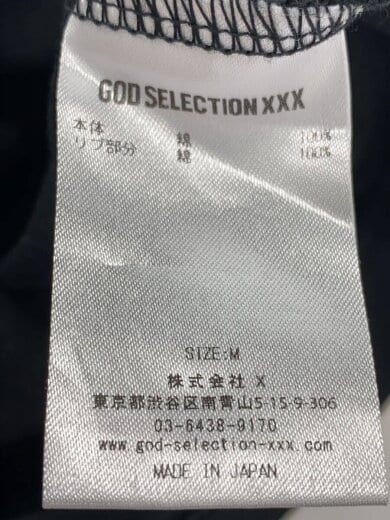 GOD SELECTION XXX
本体 綿 100%
リブ部分 綿 100%
SIZE:M
株式会社 X
東京都渋谷区南青山5-15-9-306
03-6438-9170
www.god-selection-xxx.com
MADE IN JAPAN